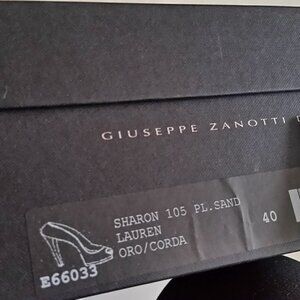 GIUSEPPE ZANOTTI
SHARON 105 PL.SAND
LAUREN 40
ORO/CORDA
E66033